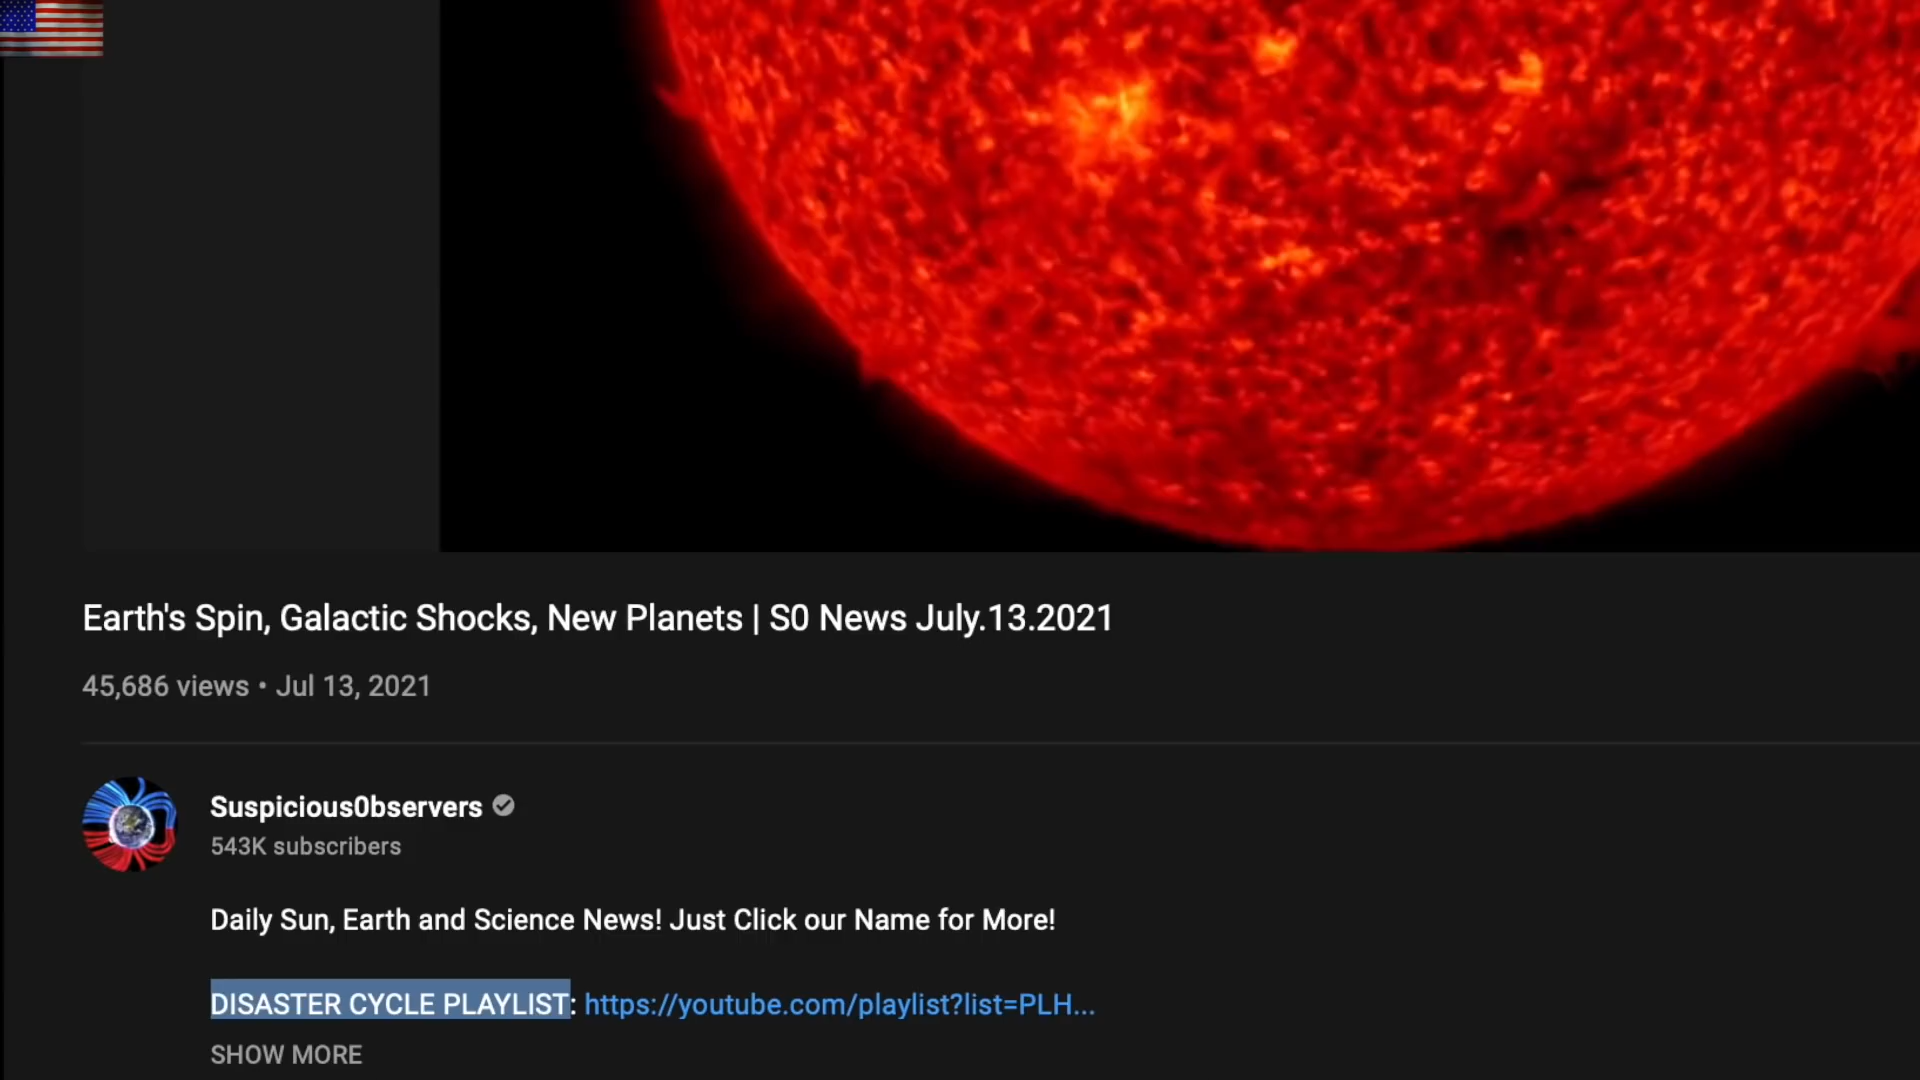 Earth's Spin, Galactic Shocks, New Planets | S0 News July.13.2021
45,686 views • Jul 13, 2021
Suspicious0bservers
543K subscribers
Daily Sun, Earth and Science News! Just Click our Name for More!
DISASTER CYCLE PLAYLIST: https://youtube.com/playlist?list=PLH...
SHOW MORE